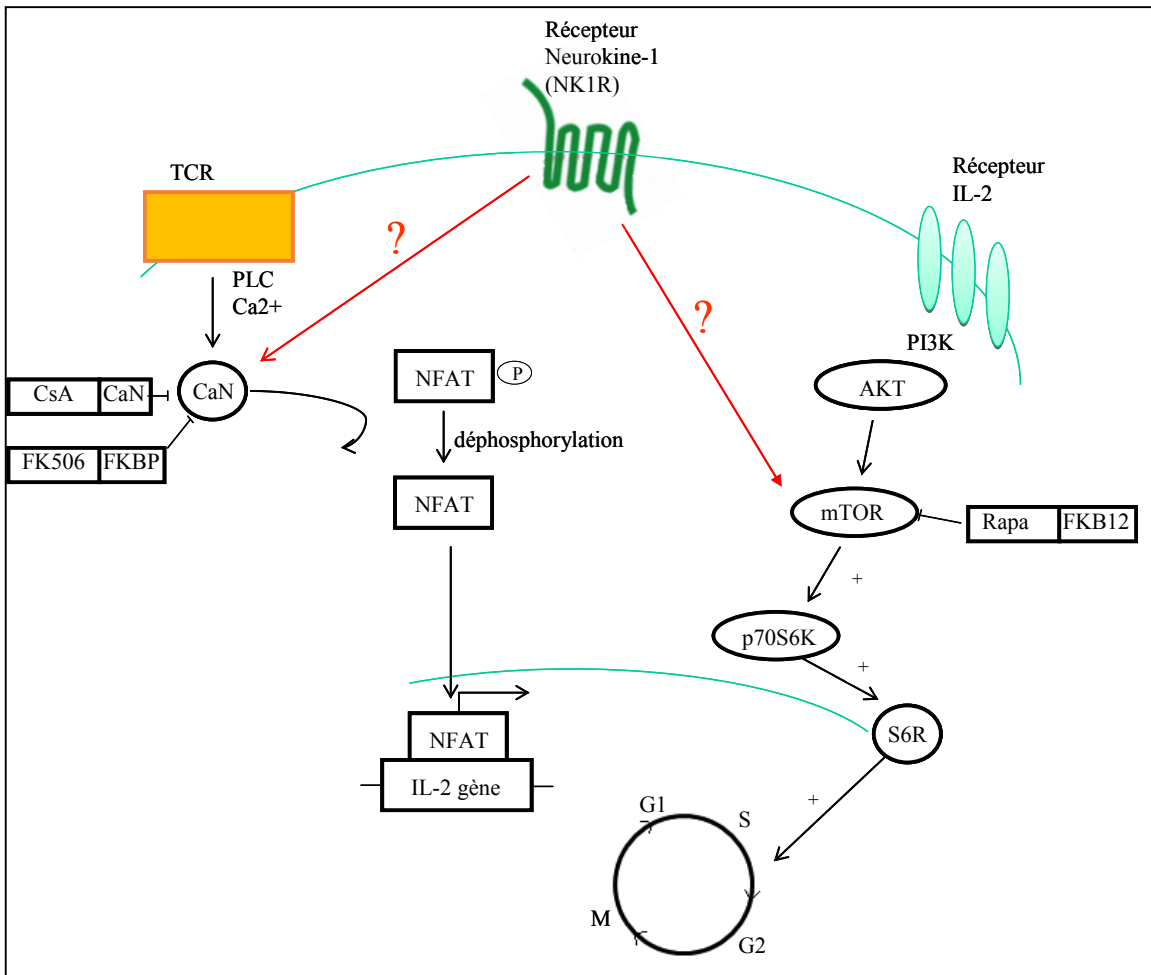 Récepteur
Neurokine-1
(NK1R)
TCR
Récepteur
IL-2
?
PLC
Ca2+
?
PI3K
NFAT
P
CsA
CaN
CaN
AKT
déphosphorylation
FK506
FKBP
NFAT
mTOR
Rapa
FKB12
+
p70S6K
+
NFAT
S6R
IL-2 gène
+
G1
S
M
G2